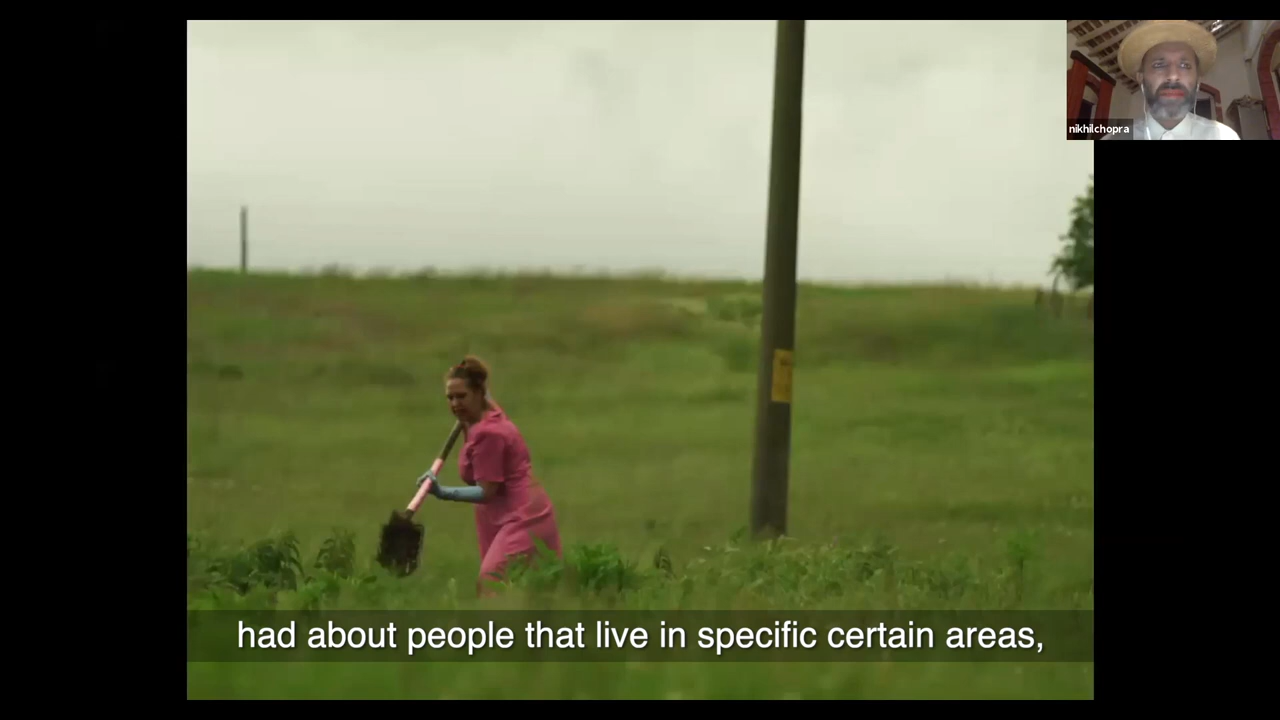 nikhilchopra
had about people that live in specific certain areas,